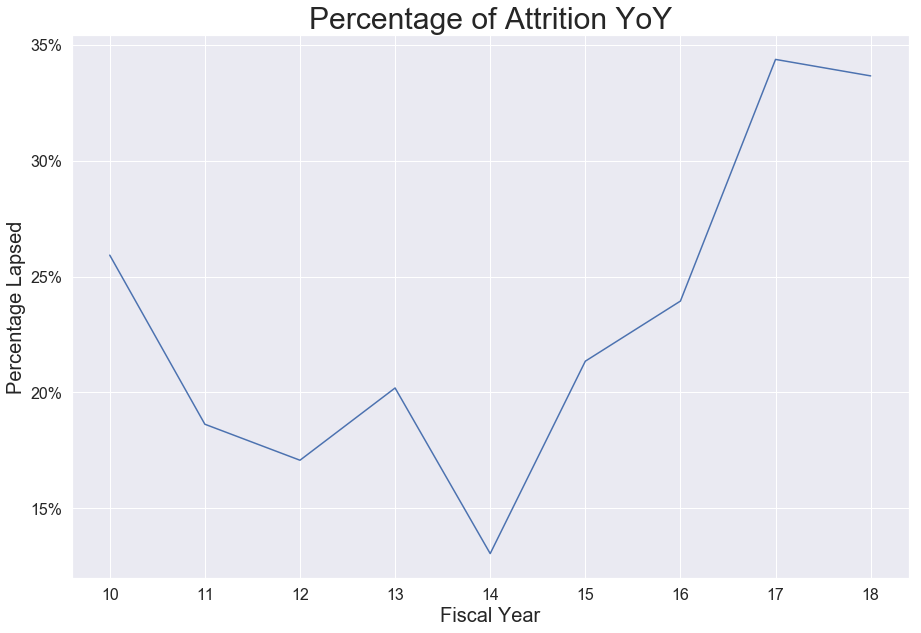 Percentage of Attrition YoY
35%
30%
25%
20%
15%
Percentage Lapsed
10 11 12 13 14 15 16 17 18
Fiscal Year